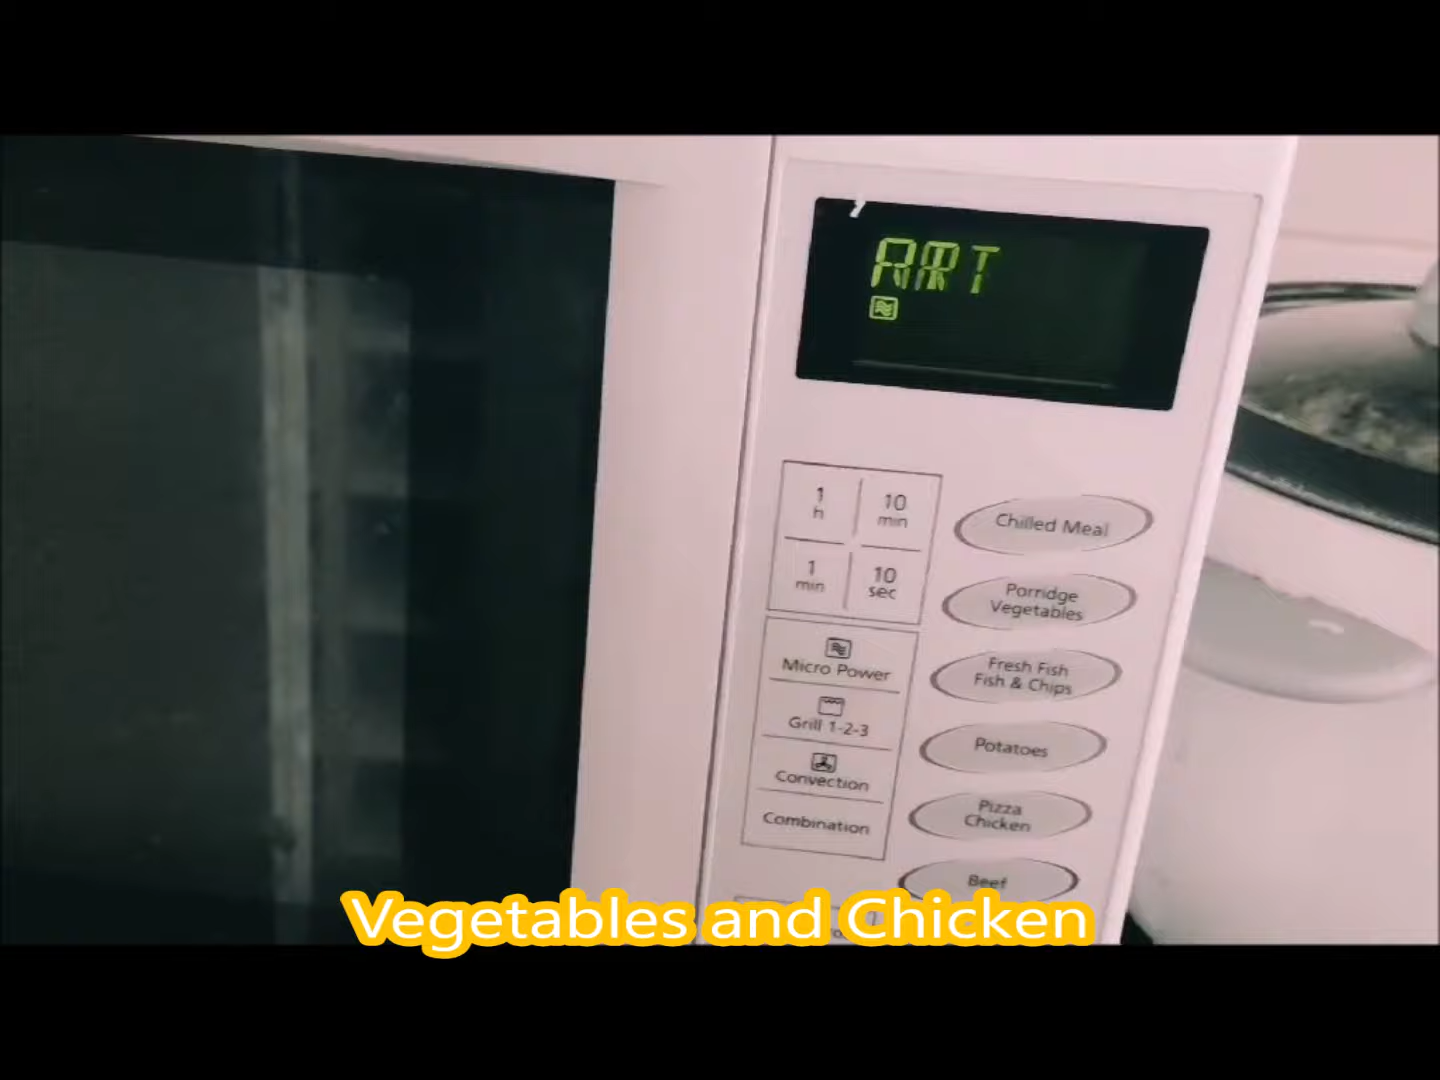 1
h
10
min
1
min
10
sec
Chilled Meal
Porridge
Vegetables
Fresh Fish
Fish & Chips
Potatoes
Pizza
Chicken
Beef
Micro Power
Grill 1-2-3
Convection
Combination
Vegetables and Chicken